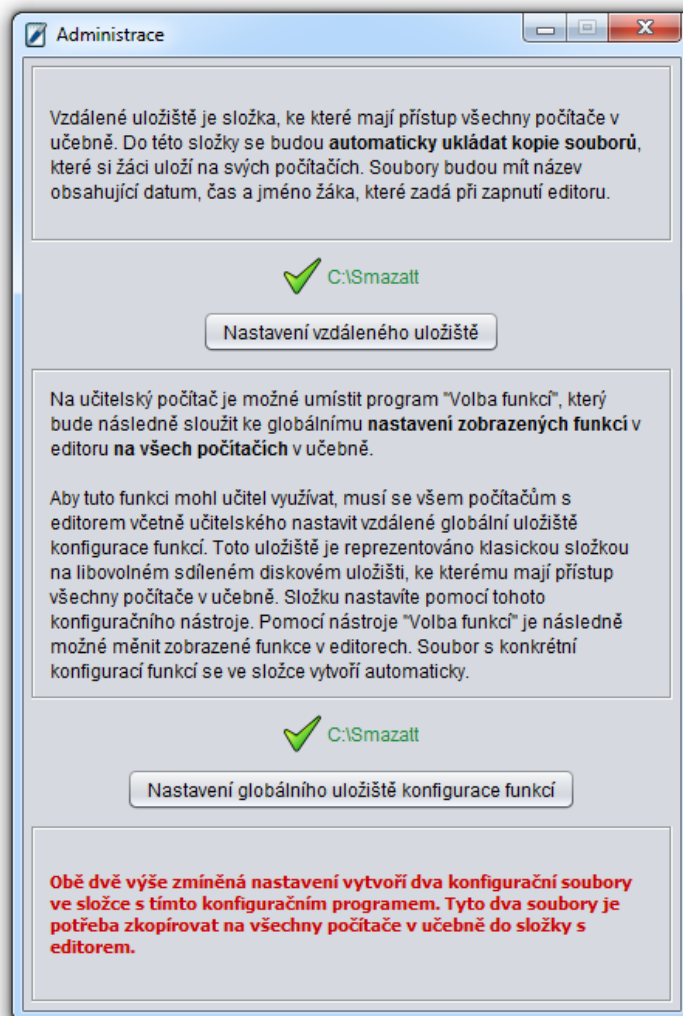 Administrace
Vzdálené uložiště je složka, ke které mají přístup všechny počítače v
učebně. Do této složky se budou automaticky ukládat kopie souborů,
které si žáci uloží na svých počítačích. Soubory budou mít název
obsahující datum, čas a jméno žáka, které zadá při zapnutí editoru.
C:\Smazatt
Nastavení vzdáleného uložiště
Na učitelský počítač je možné umístit program "Volba funkcí", který
bude následně sloužit ke globálnímu nastavení zobrazených funkcí v
editoru na všech počítačích v učebně.
Aby tuto funkci mohl učitel využívat, musí se všem počítačům s
editorem včetně učitelského nastavit vzdálené globální uložiště
konfigurace funkcí. Toto uložiště je reprezentováno klasickou složkou
na libovolném sdíleném diskovém uložišti, ke kterému mají přístup
všechny počítače v učebně. Složku nastavíte pomocí tohoto
konfiguračního nástroje. Pomocí nástroje "Volba funkcí" je následně
možné měnit zobrazené funkce v editorech. Soubor s konkrétní
konfigurací funkcí se ve složce vytvoří automaticky.
C:\Smazatt
Nastavení globálního uložiště konfigurace funkcí
Obě dvě výše zmíněná nastavení vytvoří dva konfigurační soubory
ve složce s tímto konfiguračním programem. Tyto dva soubory je
potřeba zkopírovat na všechny počítače v učebně do složky s
editorem.